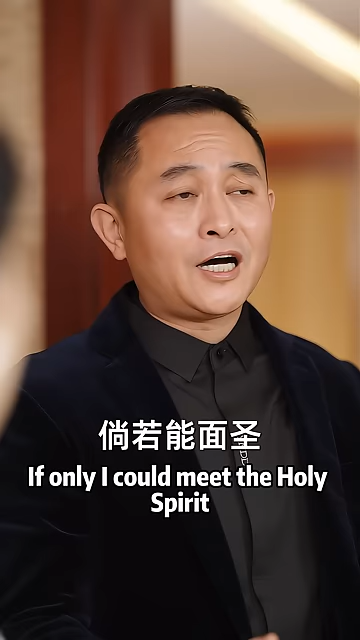 倘若能面圣
If only I could meet the Holy
Spirit